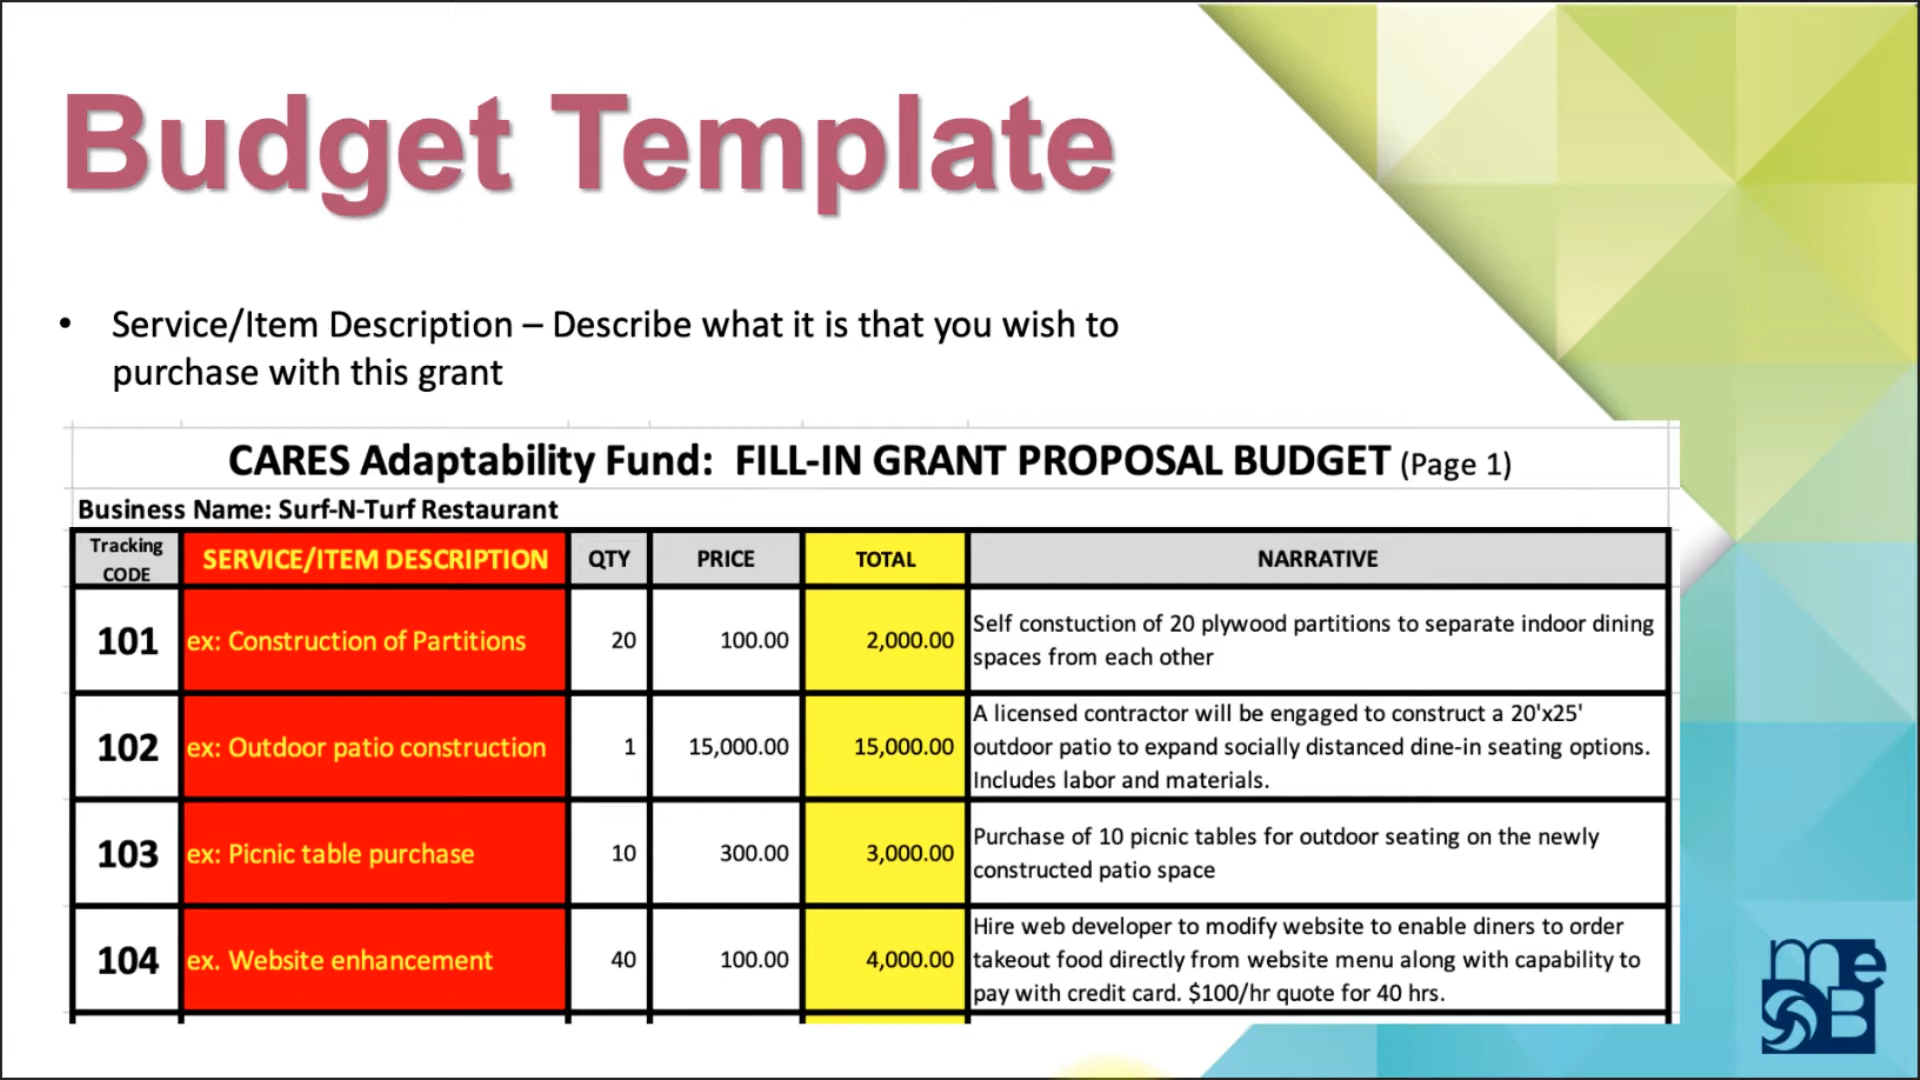 Budget Template
• Service/Item Description – Describe what it is that you wish to
purchase with this grant
CARES Adaptability Fund: FILL-IN GRANT PROPOSAL BUDGET (Page 1)
Business Name: Surf-N-Turf Restaurant
Tracking
CODE
SERVICE/ITEM DESCRIPTION
QTY
PRICE
TOTAL
NARRATIVE
101
ex: Construction of Partitions
20
100.00
2,000.00
Self constuction of 20 plywood partitions to separate indoor dining
spaces from each other
102
ex: Outdoor patio construction
1
15,000.00
15,000.00
A licensed contractor will be engaged to construct a 20'x25'
outdoor patio to expand socially distanced dine-in seating options.
Includes labor and materials.
103
ex: Picnic table purchase
10
300.00
3,000.00
Purchase of 10 picnic tables for outdoor seating on the newly
constructed patio space
104
ex. Website enhancement
40
100.00
4,000.00
Hire web developer to modify website to enable diners to order
takeout food directly from website menu along with capability to
pay with credit card. $100/hr quote for 40 hrs.
me
B